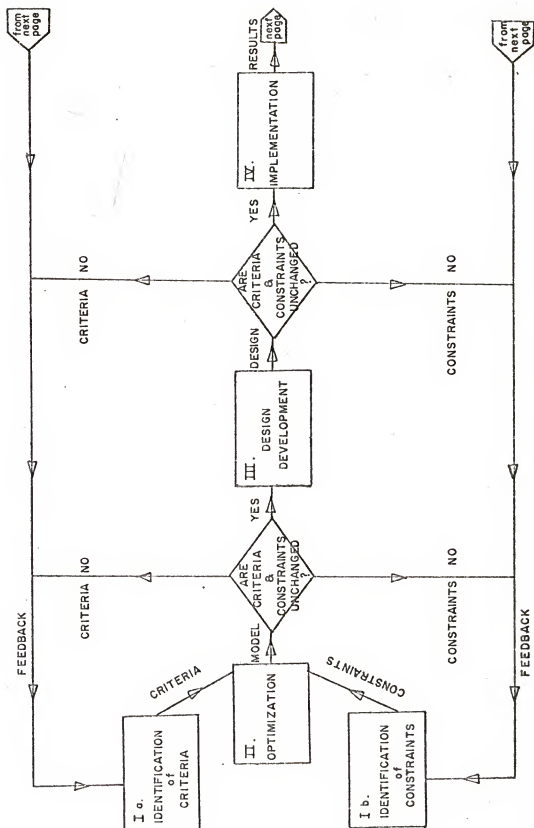 from
next
page
FEEDBACK
CRITERIA
NO
CRITERIA
NO
I a.
IDENTIFICATION
of
CRITERIA
CRITERIA
II.
OPTIMIZATION
MODEL
ARE
CRITERIA
&
CONSTRAINTS
UNCHANGED
?
YES
III.
DESIGN
DEVELOPMENT
DESIGN
ARE
CRITERIA
&
CONSTRAINTS
UNCHANGED
?
YES
IV.
IMPLEMENTATION
RESULTS
next
page
CONSTRAINTS
I b.
IDENTIFICATION
of
CONSTRAINTS
CONSTRAINTS
NO
CONSTRAINTS
NO
FEEDBACK
from
next
page